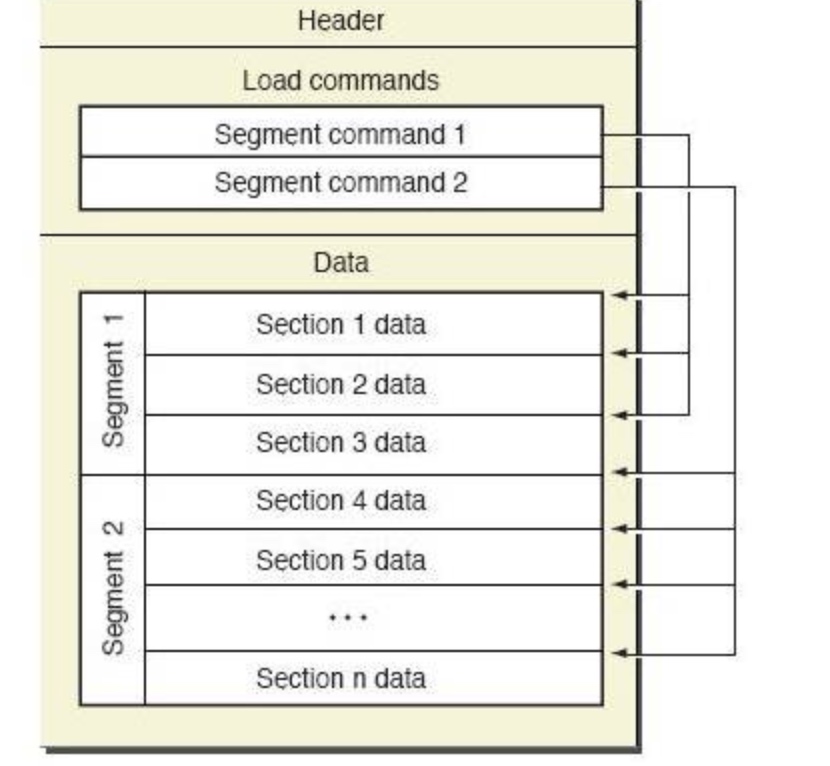 Header
Load commands
Segment command 1
Segment command 2
Data
Segment 1
Section 1 data
Section 2 data
Section 3 data
Segment 2
Section 4 data
Section 5 data
...
Section n data